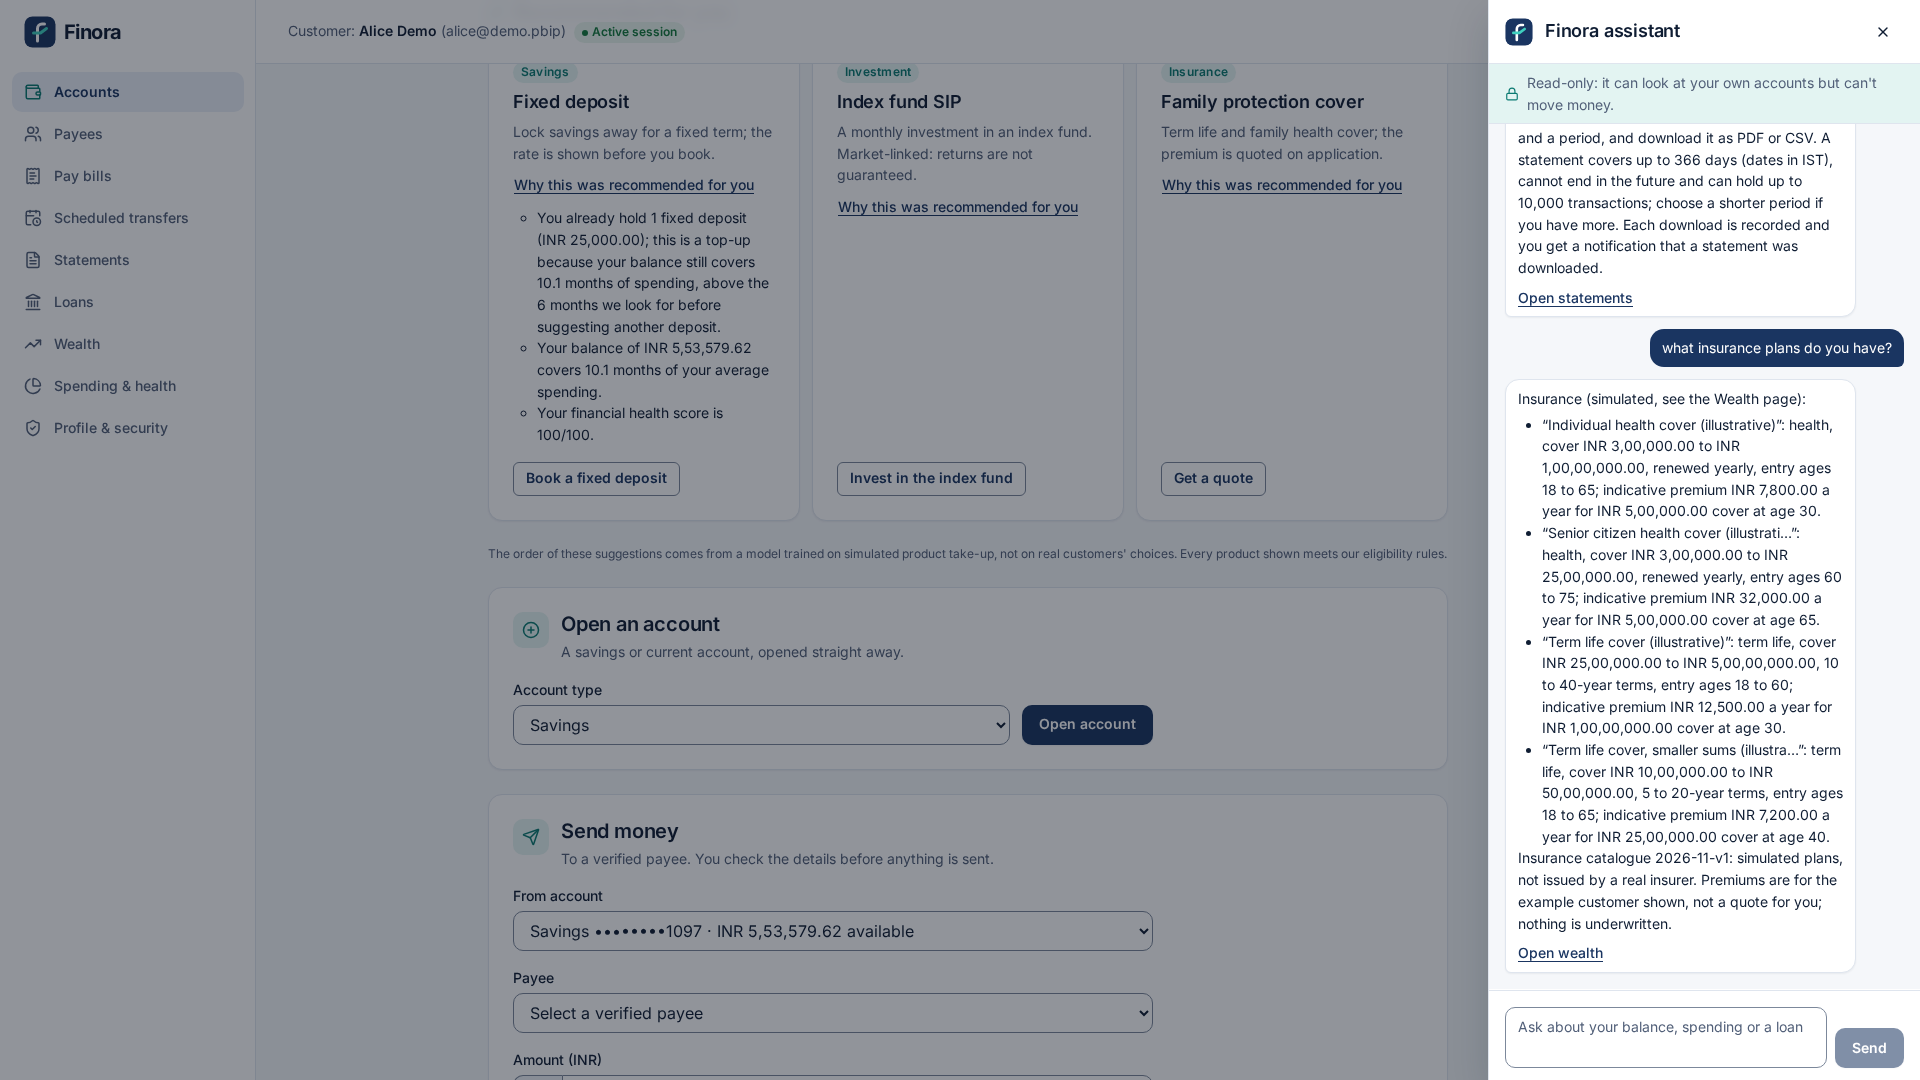 Finora
Accounts
Payees
Pay bills
Scheduled transfers
Statements
Loans
Wealth
Spending & health
Profile & security
Customer: Alice Demo (alice@demo.pbip)
Active session
Savings
Fixed deposit
Lock savings away for a fixed term; the
rate is shown before you book.
Why this was recommended for you
You already hold 1 fixed deposit
(INR 25,000.00); this is a top-up
because your balance still covers
10.1 months of spending, above the
6 months we look for before
suggesting another deposit.
Your balance of INR 5,53,579.62
covers 10.1 months of your average
spending.
Your financial health score is
100/100.
Book a fixed deposit
Investment
Index fund SIP
A monthly investment in an index fund.
Market-linked: returns are not
guaranteed.
Why this was recommended for you
Invest in the index fund
Insurance
Family protection cover
Term life and family health cover; the
premium is quoted on application.
Why this was recommended for you
Get a quote
The order of these suggestions comes from a model trained on simulated product take-up, not on real customers' choices. Every product shown meets our eligibility rules.
Open an account
A savings or current account, opened straight away.
Account type
Savings
Open account
Send money
To a verified payee. You check the details before anything is sent.
From account
Savings ••••••••1097 · INR 5,53,579.62 available
Payee
Select a verified payee
Amount (INR)
Finora assistant
Read-only: it can look at your own accounts but can't
move money.
and a period, and download it as PDF or CSV. A
statement covers up to 366 days (dates in IST),
cannot end in the future and can hold up to
10,000 transactions; choose a shorter period if
you have more. Each download is recorded and
you get a notification that a statement was
downloaded.
Open statements
what insurance plans do you have?
Insurance (simulated, see the Wealth page):
“Individual health cover (illustrative)”: health,
cover INR 3,00,000.00 to INR
1,00,00,000.00, renewed yearly, entry ages
18 to 65; indicative premium INR 7,800.00 a
year for INR 5,00,000.00 cover at age 30.
“Senior citizen health cover (illustrati...”:
health, cover INR 3,00,000.00 to INR
25,00,000.00, renewed yearly, entry ages 60
to 75; indicative premium INR 32,000.00 a
year for INR 5,00,000.00 cover at age 65.
“Term life cover (illustrative)”: term life, cover
INR 25,00,000.00 to INR 5,00,00,000.00, 10
to 40-year terms, entry ages 18 to 60;
indicative premium INR 12,500.00 a year for
INR 1,00,00,000.00 cover at age 30.
“Term life cover, smaller sums (illustra...”: term
life, cover INR 10,00,000.00 to INR
50,00,000.00, 5 to 20-year terms, entry ages
18 to 65; indicative premium INR 7,200.00 a
year for INR 25,00,000.00 cover at age 40.
Insurance catalogue 2026-11-v1: simulated plans,
not issued by a real insurer. Premiums are for the
example customer shown, not a quote for you;
nothing is underwritten.
Open wealth
Ask about your balance, spending or a loan
Send